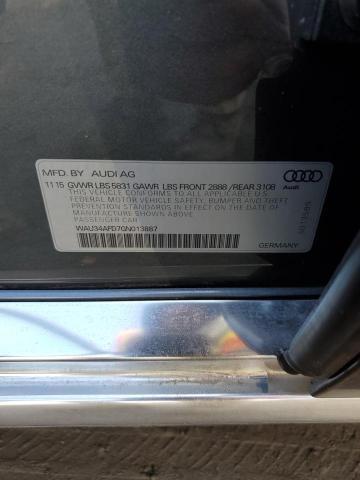 MFD. BY AUDI AG
11 15 GVWR LBS 5831 GAWR LBS FRONT 2888 / REAR 3108
THIS VEHICLE CONFORMS TO ALL APPLICABLE U.S.
FEDERAL MOTOR VEHICLE SAFETY, BUMPER AND THEFT
PREVENTION STANDARDS IN EFFECT ON THE DATE OF
MANUFACTURE SHOWN ABOVE.
PASSENGER CAR
WAU34AFD7GN013887
GERMANY
Audi